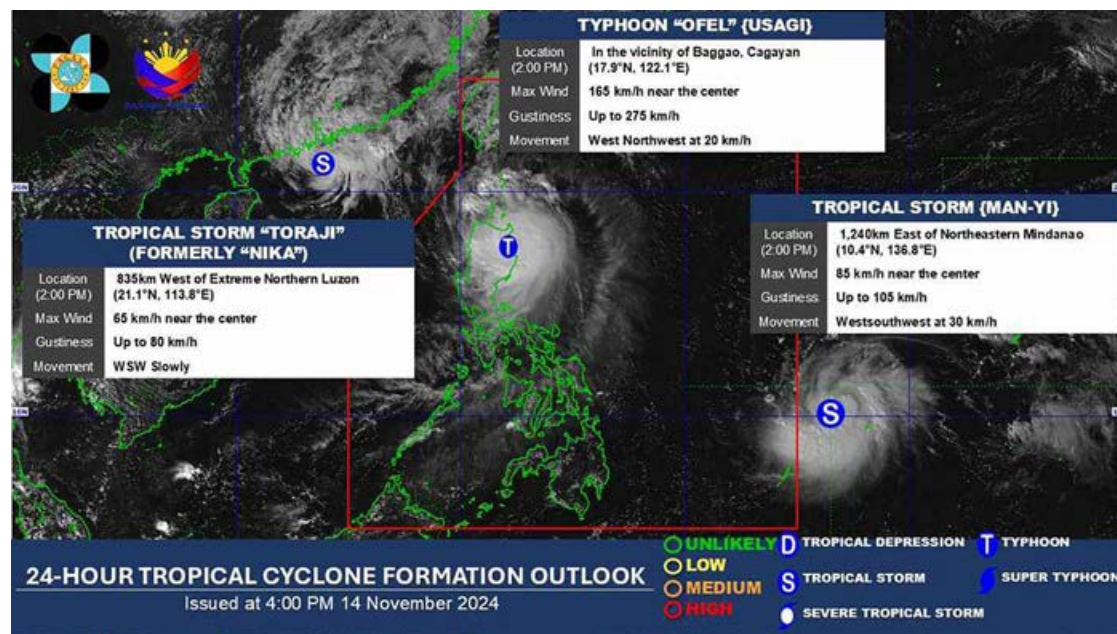 TYPHOON “OFEL” {USAGI}
Location
(2:00 PM)
In the vicinity of Baggao, Cagayan
(17.9°N, 122.1°E)
Max Wind
165 km/h near the center
Gustiness
Up to 275 km/h
Movement
West Northwest at 20 km/h
S
20N
T
TROPICAL STORM “TORAJI”
(FORMERLY “NIKA”)
Location
(2:00 PM)
835km West of Extreme Northern Luzon
(21.1°N, 113.8°E)
Max Wind
65 km/h near the center
Gustiness
Up to 80 km/h
Movement
WSW Slowly
TROPICAL STORM {MAN-YI}
Location
(2:00 PM)
1,240km East of Northeastern Mindanao
(10.4°N, 136.8°E)
Max Wind
85 km/h near the center
Gustiness
Up to 105 km/h
Movement
Westsouthwest at 30 km/h
10N
S
24-HOUR TROPICAL CYCLONE FORMATION OUTLOOK
Issued at 4:00 PM 14 November 2024
UNLIKELY
LOW
MEDIUM
HIGH
D TROPICAL DEPRESSION
S TROPICAL STORM
SEVERE TROPICAL STORM
T TYPHOON
SUPER TYPHOON